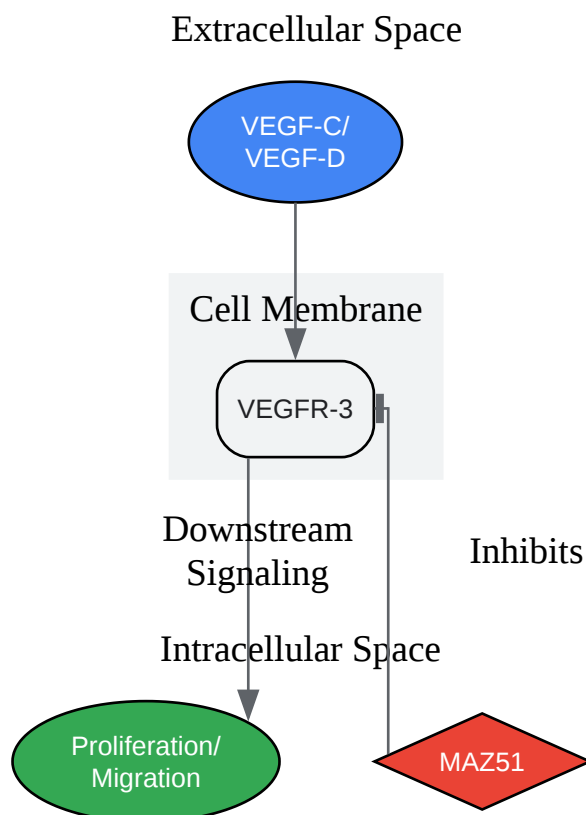 Extracellular Space
VEGF-C/
VEGF-D
Cell Membrane
VEGFR-3
Downstream
Signaling
Inhibits
Intracellular Space
Proliferation/
Migration
MAZ51